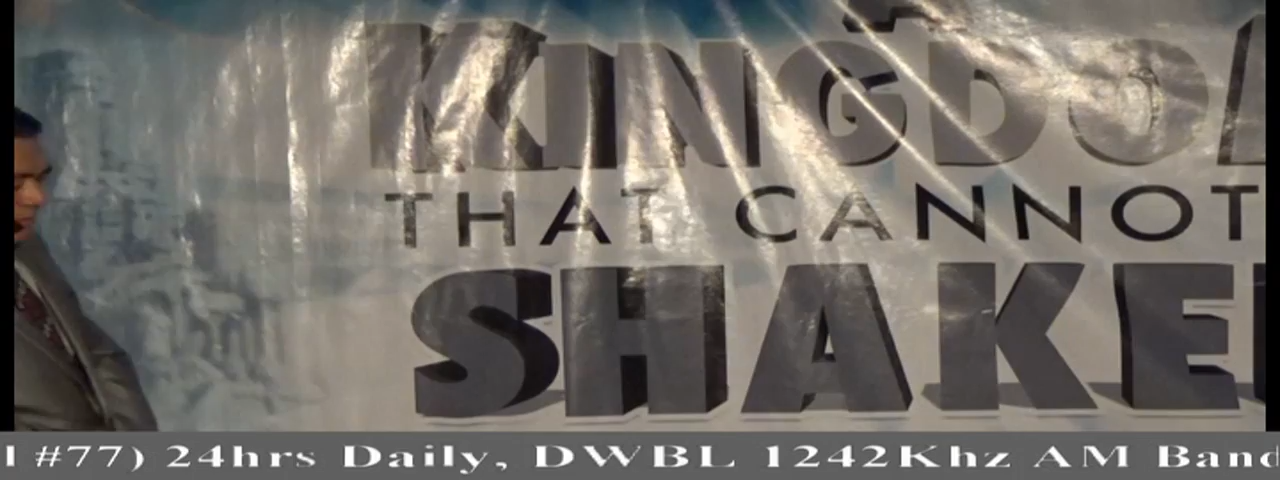 KINGDO
THAT CANNOT
SHAKE
l #77) 24hrs Daily, DWBL 1242Khz AM Band